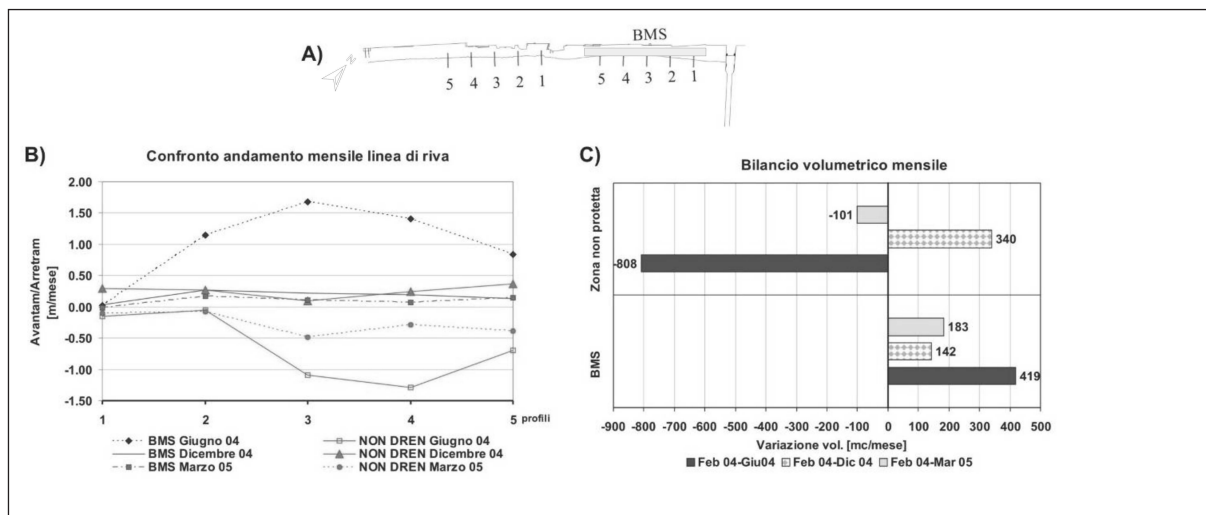 A)
BMS
N
5 4 3 2 1
5 4 3 2 1
B)
Confronto andamento mensile linea di riva
Avantam/Arretram
[m/mese]
2.00
1.50
1.00
0.50
0.00
-0.50
-1.00
-1.50
1 2 3 4 5 profili
BMS Giugno 04
NON DREN Giugno 04
BMS Dicembre 04
NON DREN Dicembre 04
BMS Marzo 05
NON DREN Marzo 05
C)
Bilancio volumetrico mensile
Zona non protetta
-101
340
-808
BMS
183
142
419
-900 -800 -700 -600 -500 -400 -300 -200 -100 0 100 200 300 400 500
Variazione vol. [mc/mese]
Feb 04-Giu04 Feb 04-Dic 04 Feb 04-Mar 05